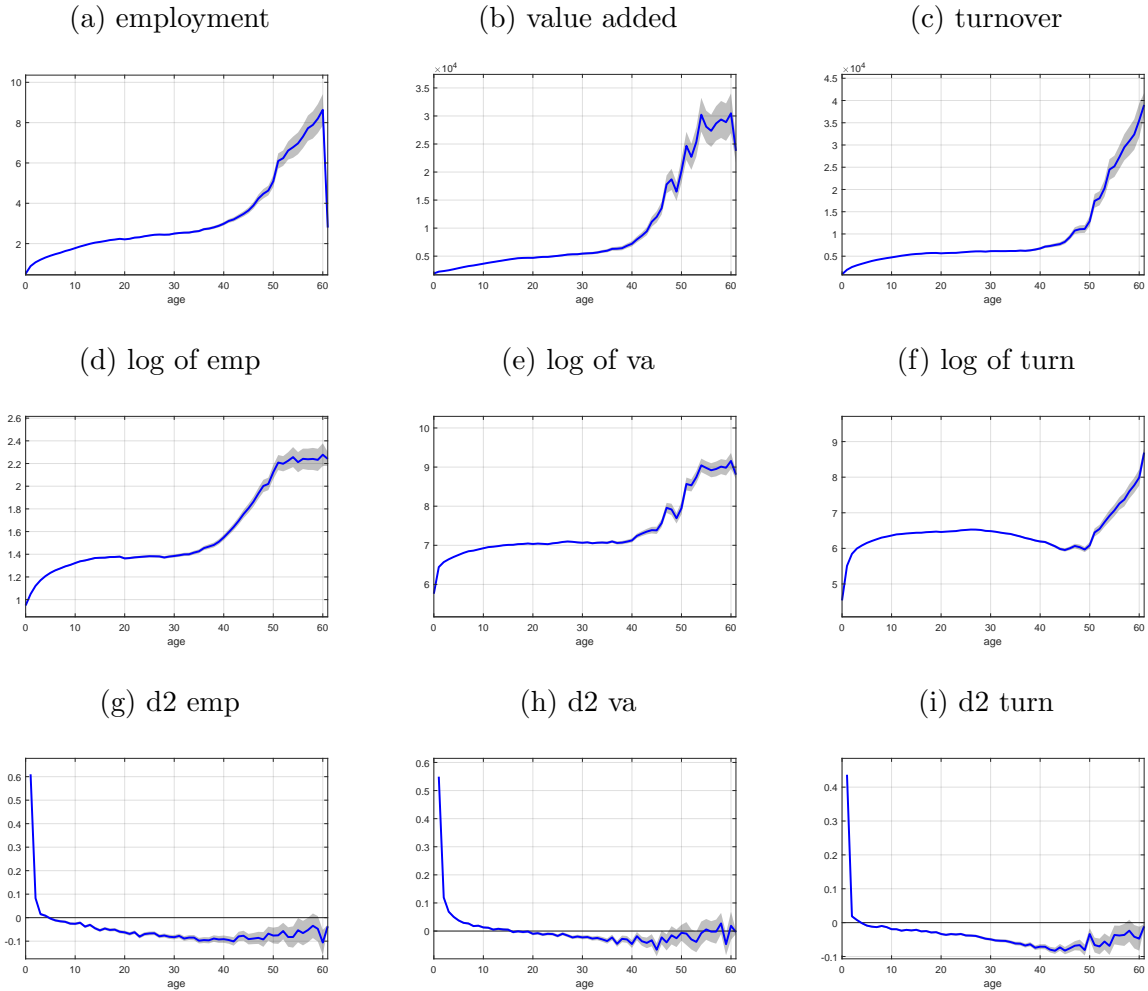 (a) employment
(b) value added
(c) turnover
10
8
6
4
2
0 10 20 30 40 50 60
age
×10⁴
3.5
3
2.5
2
1.5
1
0.5
0 10 20 30 40 50 60
age
×10⁴
4.5
4
3.5
3
2.5
2
1.5
1
0.5
0 10 20 30 40 50 60
age
(d) log of emp
(e) log of va
(f) log of turn
2.6
2.4
2.2
2
1.8
1.6
1.4
1.2
1
0 10 20 30 40 50 60
age
10
9
8
7
6
0 10 20 30 40 50 60
age
9
8
7
6
5
0 10 20 30 40 50 60
age
(g) d2 emp
(h) d2 va
(i) d2 turn
0.6
0.5
0.4
0.3
0.2
0.1
0
-0.1
0 10 20 30 40 50 60
age
0.6
0.5
0.4
0.3
0.2
0.1
0
0 10 20 30 40 50 60
age
0.4
0.3
0.2
0.1
0
-0.1
0 10 20 30 40 50 60
age